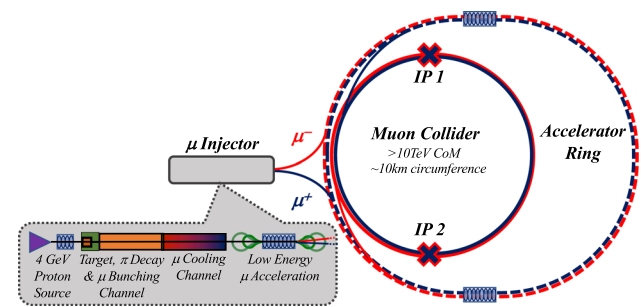 IP 1
μ Injector
μ⁻
Muon Collider
>10TeV CoM
~10km circumference
Accelerator
Ring
μ⁺
IP 2
4 GeV
Proton
Source
Target, π Decay
& μ Bunching
Channel
μ Cooling
Channel
Low Energy
μ Acceleration